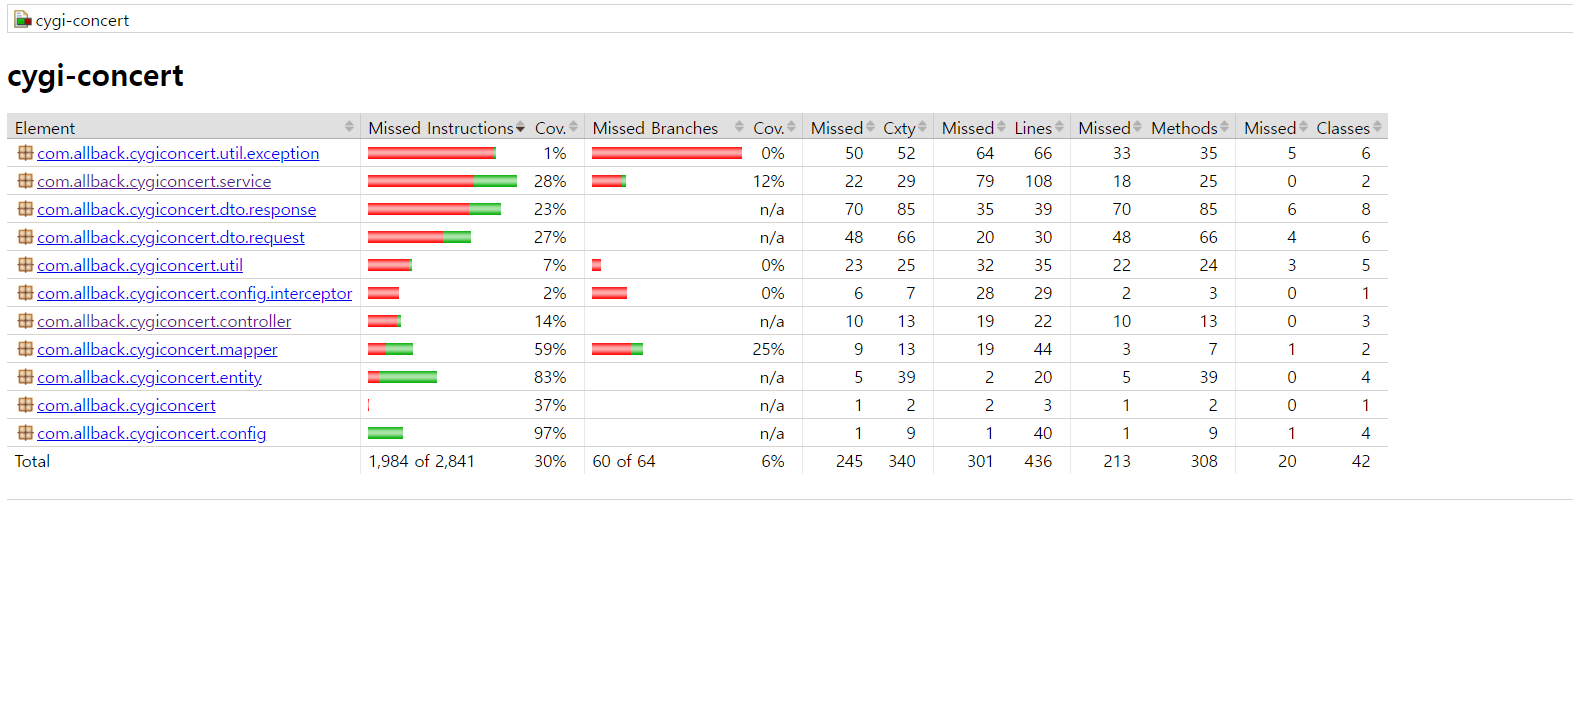 cygi-concert
cygi-concert
Element Missed Instructions Cov. Missed Branches Cov. Missed Cxty Missed Lines Missed Methods Missed Classes
com.allback.cygiconcert.util.exception 1% 0% 50 52 64 66 33 35 5 6
com.allback.cygiconcert.service 28% 12% 22 29 79 108 18 25 0 2
com.allback.cygiconcert.dto.response 23% n/a 70 85 35 39 70 85 6 8
com.allback.cygiconcert.dto.request 27% n/a 48 66 20 30 48 66 4 6
com.allback.cygiconcert.util 7% 0% 23 25 32 35 22 24 3 5
com.allback.cygiconcert.config.interceptor 2% 0% 6 7 28 29 2 3 0 1
com.allback.cygiconcert.controller 14% n/a 10 13 19 22 10 13 0 3
com.allback.cygiconcert.mapper 59% 25% 9 13 19 44 3 7 1 2
com.allback.cygiconcert.entity 83% n/a 5 39 2 20 5 39 0 4
com.allback.cygiconcert 37% n/a 1 2 2 3 1 2 0 1
com.allback.cygiconcert.config 97% n/a 1 9 1 40 1 9 1 4
Total 1,984 of 2,841 30% 60 of 64 6% 245 340 301 436 213 308 20 42